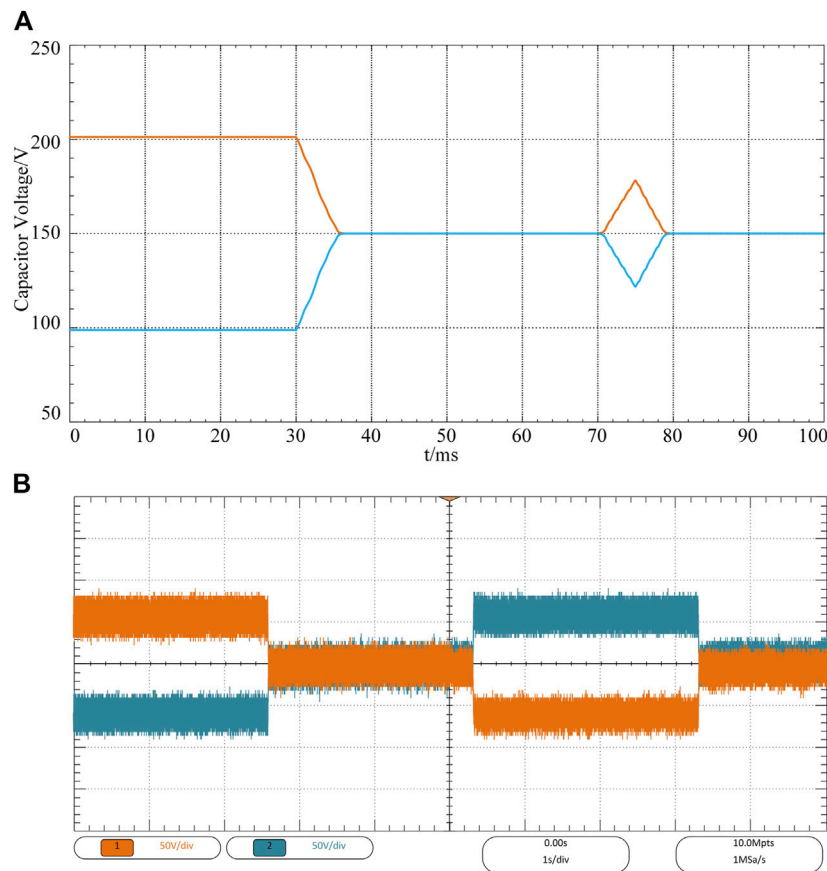 A
Capacitor Voltage/V
250
200
150
100
50
0 10 20 30 40 50 60 70 80 90 100
t/ms
B
1 50V/div 2 50V/div 0.00s 10.0Mpts
1s/div 1MSa/s